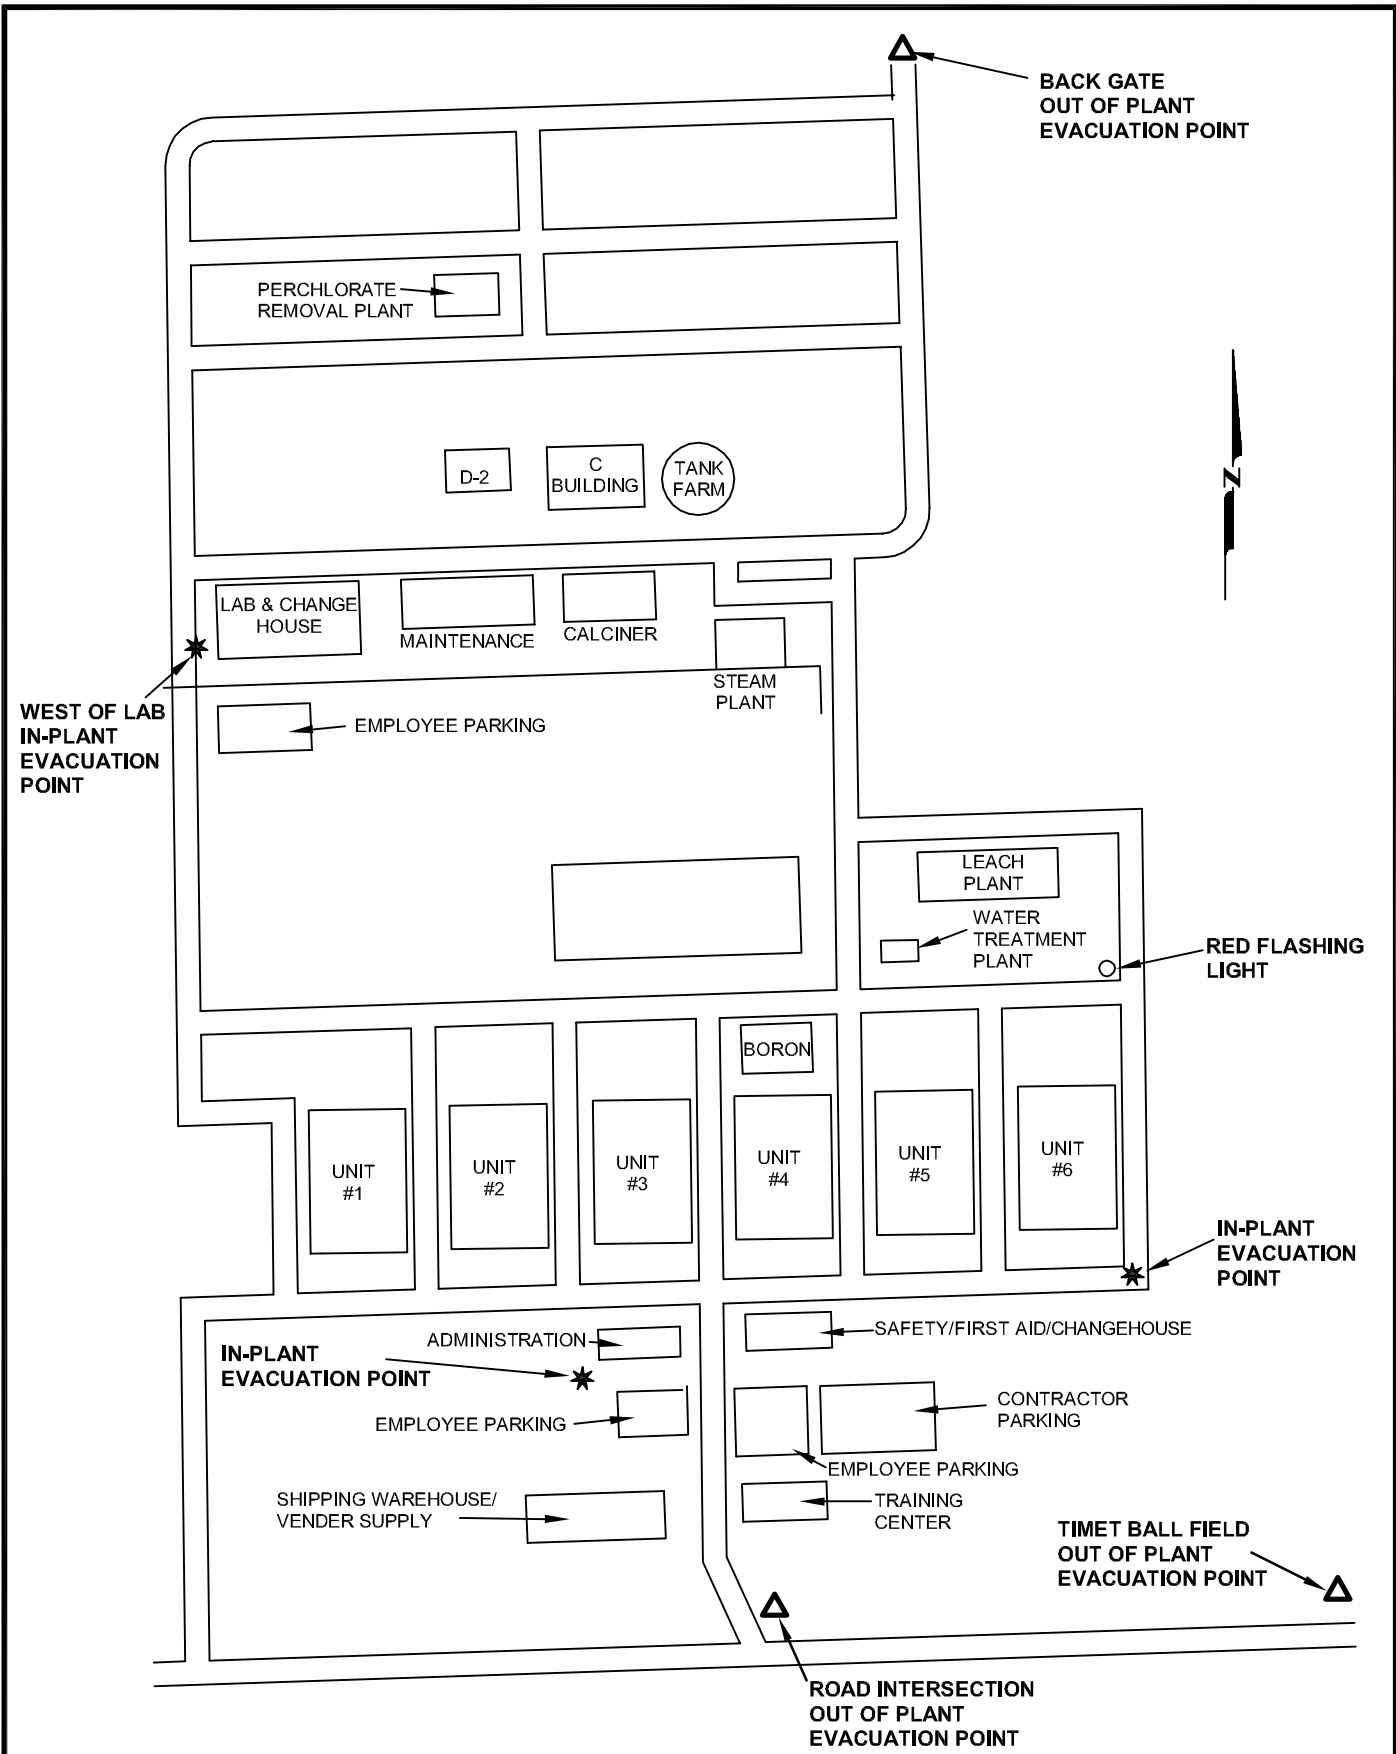 BACK GATE
OUT OF PLANT
EVACUATION POINT
PERCHLORATE
REMOVAL PLANT
D-2
C
BUILDING
TANK
FARM
N
LAB & CHANGE
HOUSE
MAINTENANCE
CALCINER
STEAM
PLANT
WEST OF LAB
IN-PLANT
EVACUATION
POINT
EMPLOYEE PARKING
LEACH
PLANT
WATER
TREATMENT
PLANT
RED FLASHING
LIGHT
BORON
UNIT
#1
UNIT
#2
UNIT
#3
UNIT
#4
UNIT
#5
UNIT
#6
IN-PLANT
EVACUATION
POINT
ADMINISTRATION
SAFETY/FIRST AID/CHANGEHOUSE
IN-PLANT
EVACUATION POINT
EMPLOYEE PARKING
CONTRACTOR
PARKING
EMPLOYEE PARKING
SHIPPING WAREHOUSE/
VENDER SUPPLY
TRAINING
CENTER
TIMET BALL FIELD
OUT OF PLANT
EVACUATION POINT
ROAD INTERSECTION
OUT OF PLANT
EVACUATION POINT